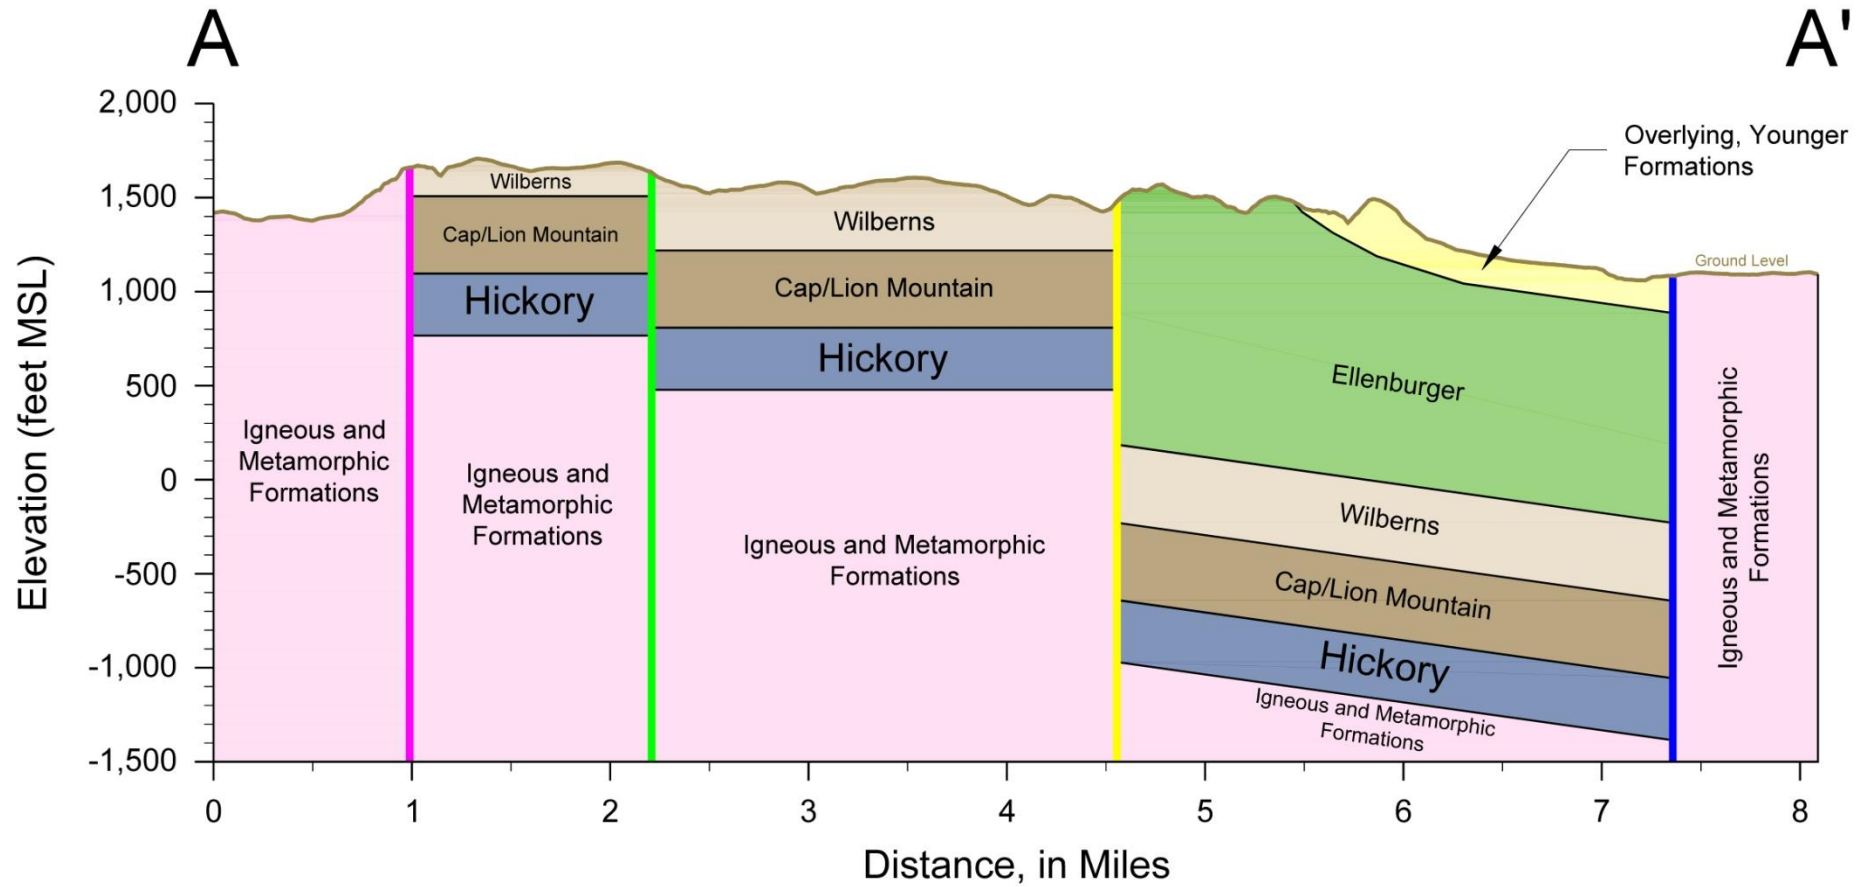 A
A'
2,000
1,500
1,000
500
0
-500
-1,000
-1,500
Elevation (feet MSL)
Overlying, Younger
Formations
Ground Level
Wilberns
Cap/Lion Mountain
Hickory
Igneous and
Metamorphic
Formations
Igneous and
Metamorphic
Formations
Wilberns
Cap/Lion Mountain
Hickory
Igneous and Metamorphic
Formations
Ellenburger
Wilberns
Cap/Lion Mountain
Hickory
Igneous and Metamorphic
Formations
Igneous and Metamorphic
Formations
0
1
2
3
4
5
6
7
8
Distance, in Miles